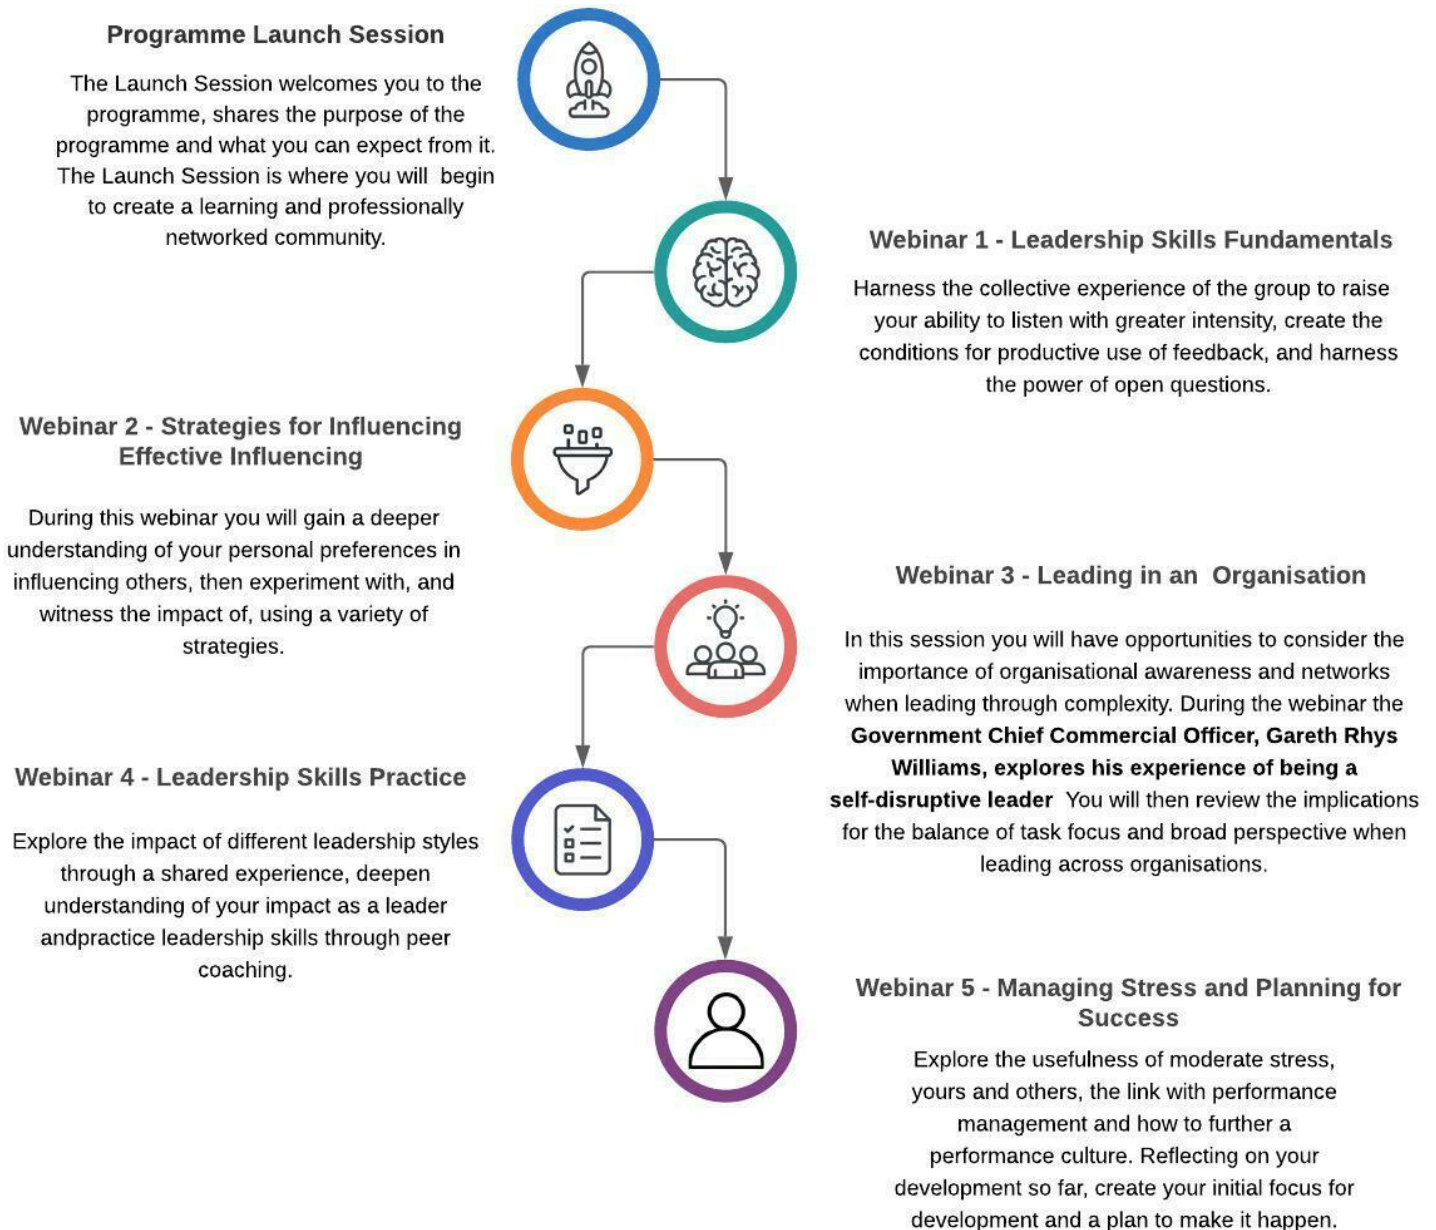 Programme Launch Session
The Launch Session welcomes you to the
programme, shares the purpose of the
programme and what you can expect from it.
The Launch Session is where you will  begin
to create a learning and professionally
networked community.
Webinar 1 - Leadership Skills Fundamentals
Harness the collective experience of the group to raise
your ability to listen with greater intensity, create the
conditions for productive use of feedback, and harness
the power of open questions.
Webinar 2 - Strategies for Influencing
Effective Influencing
During this webinar you will gain a deeper
understanding of your personal preferences in
influencing others, then experiment with, and
witness the impact of, using a variety of
strategies.
Webinar 3 - Leading in an  Organisation
In this session you will have opportunities to consider the
importance of organisational awareness and networks
when leading through complexity. During the webinar the
Government Chief Commercial Officer, Gareth Rhys
Williams, explores his experience of being a
self-disruptive leader  You will then review the implications
for the balance of task focus and broad perspective when
leading across organisations.
Webinar 4 - Leadership Skills Practice
Explore the impact of different leadership styles
through a shared experience, deepen
understanding of your impact as a leader
andpractice leadership skills through peer
coaching.
Webinar 5 - Managing Stress and Planning for
Success
Explore the usefulness of moderate stress,
yours and others, the link with performance
management and how to further a
performance culture. Reflecting on your
development so far, create your initial focus for
development and a plan to make it happen.